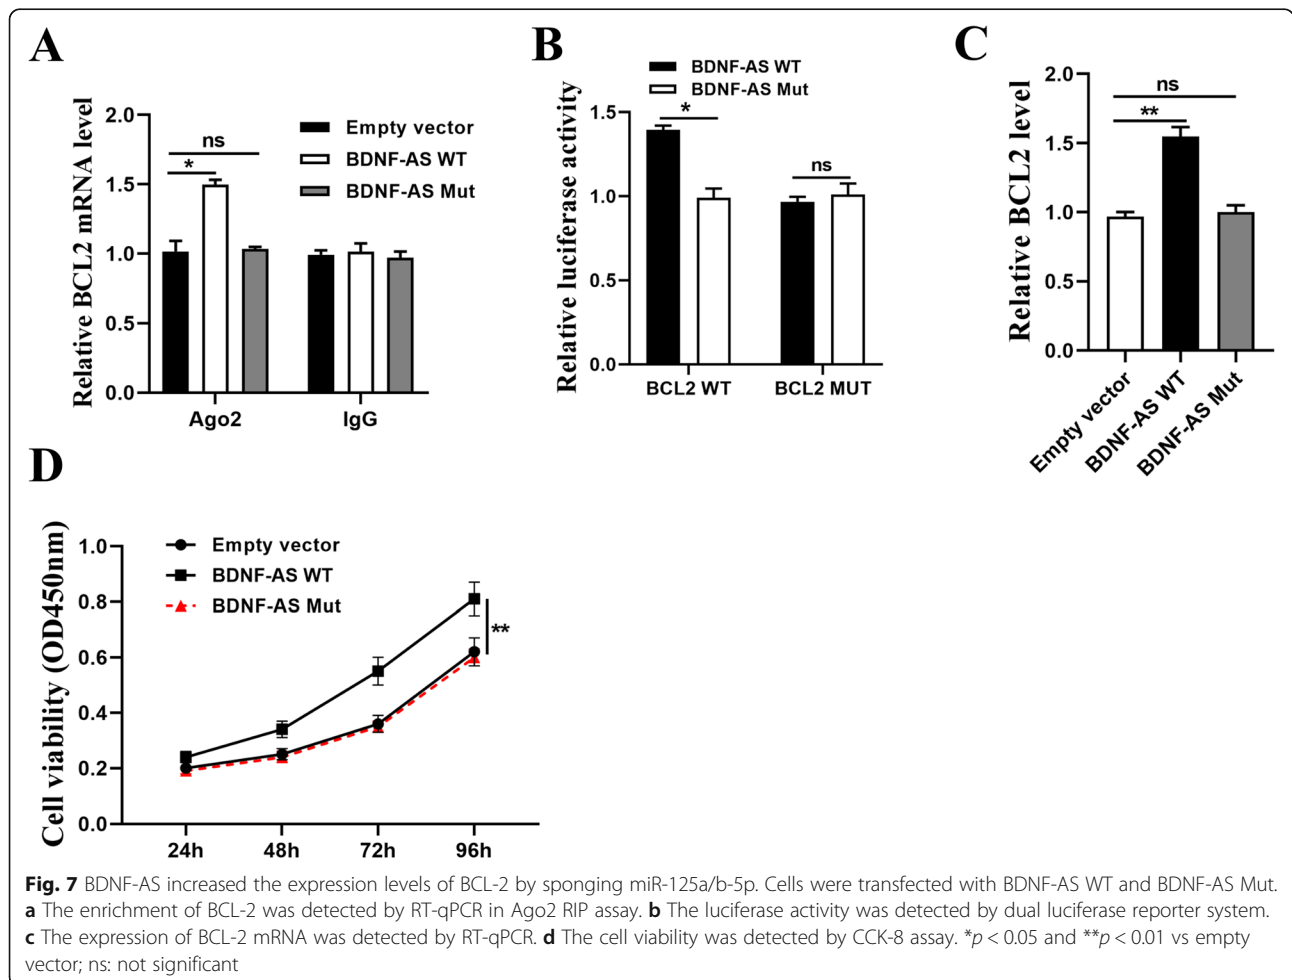 A
Relative BCL2 mRNA level
2.0
1.5
1.0
0.5
0.0
ns
*
Empty vector
BDNF-AS WT
BDNF-AS Mut
Ago2
IgG
B
BDNF-AS WT
BDNF-AS Mut
Relative luciferase activity
1.5
1.0
0.5
0.0
*
ns
BCL2 WT
BCL2 MUT
C
Relative BCL2 level
2.0
1.5
1.0
0.5
0.0
ns
**
Empty vector
BDNF-AS WT
BDNF-AS Mut
D
Cell viability (OD450nm)
1.0
0.8
0.6
0.4
0.2
0.0
Empty vector
BDNF-AS WT
BDNF-AS Mut
**
24h
48h
72h
96h
Fig. 7 BDNF-AS increased the expression levels of BCL-2 by sponging miR-125a/b-5p. Cells were transfected with BDNF-AS WT and BDNF-AS Mut.
a The enrichment of BCL-2 was detected by RT-qPCR in Ago2 RIP assay. b The luciferase activity was detected by dual luciferase reporter system.
c The expression of BCL-2 mRNA was detected by RT-qPCR. d The cell viability was detected by CCK-8 assay. *p < 0.05 and **p < 0.01 vs empty
vector; ns: not significant